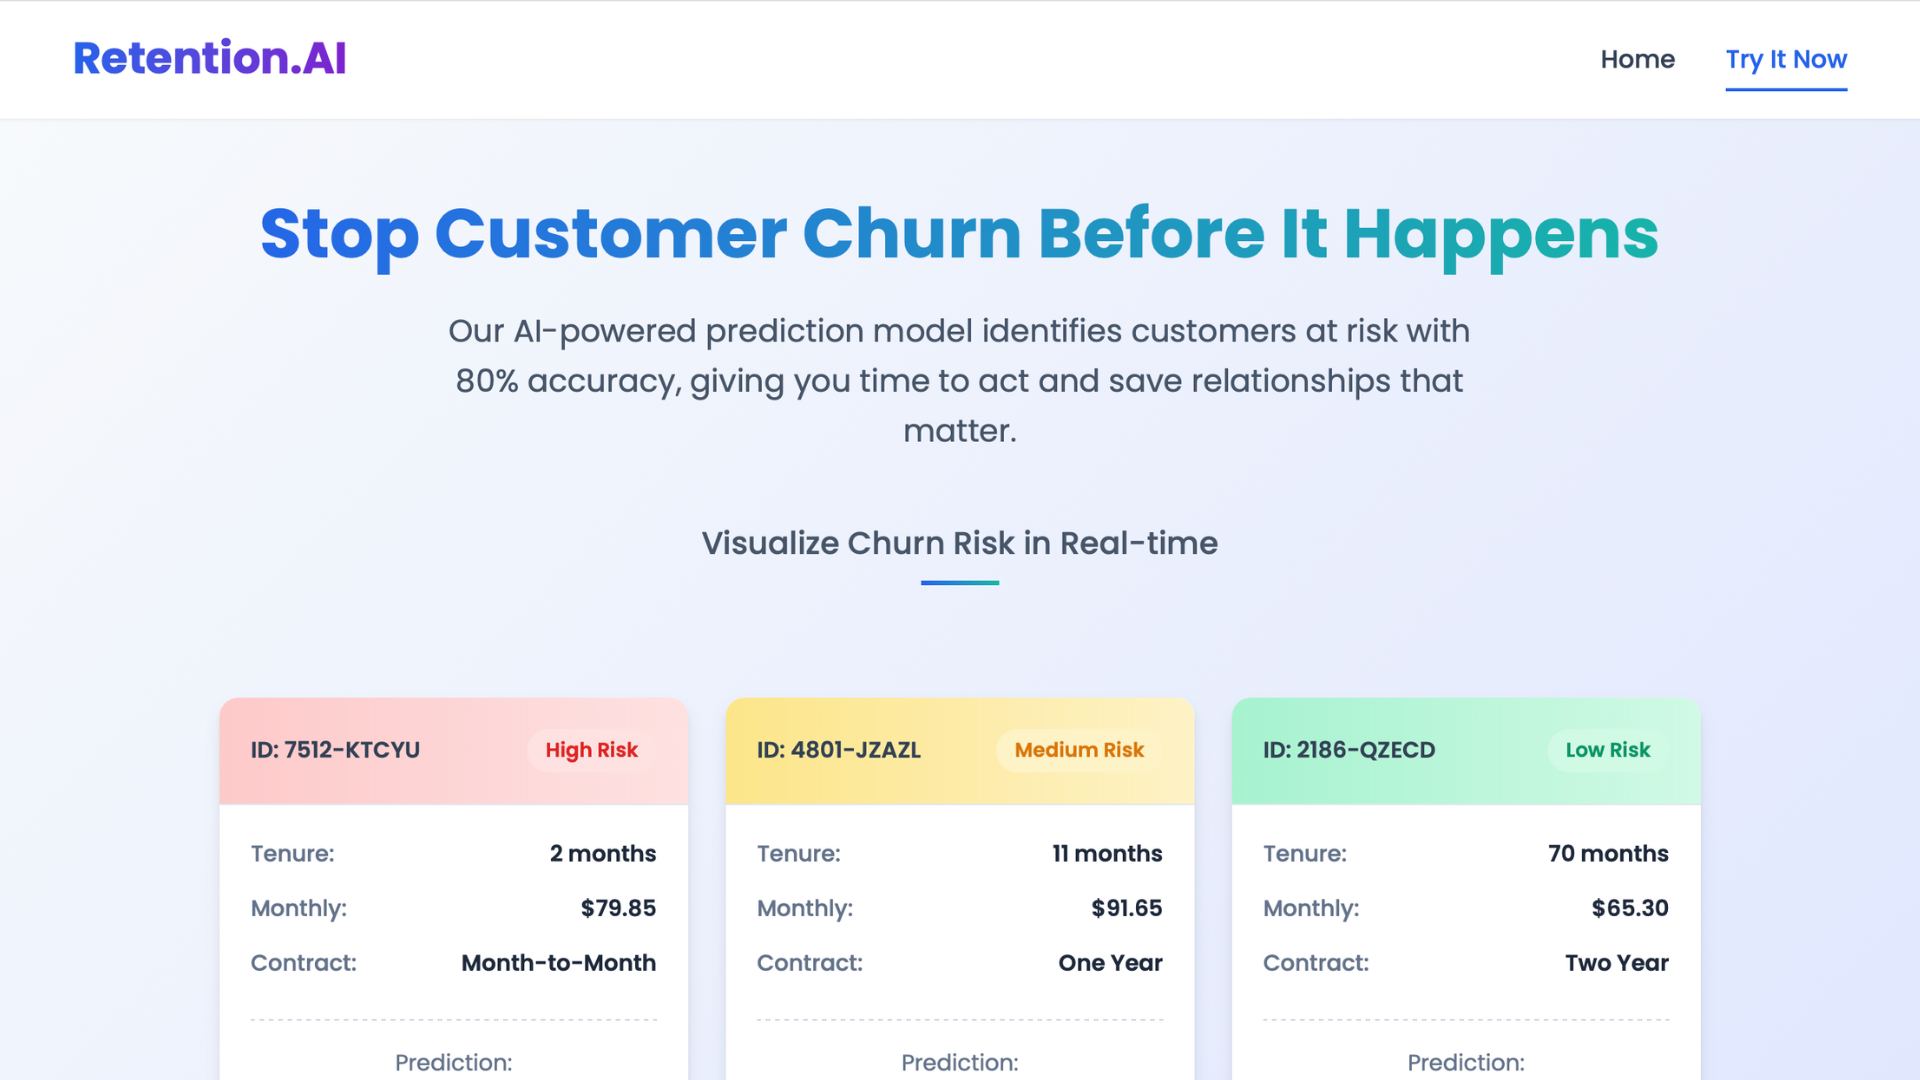 Retention.AI
Home
Try It Now
Stop Customer Churn Before It Happens
Our AI-powered prediction model identifies customers at risk with
80% accuracy, giving you time to act and save relationships that
matter.
Visualize Churn Risk in Real-time
ID: 7512-KTCYU
High Risk
Tenure:
2 months
Monthly:
$79.85
Contract:
Month-to-Month
Prediction:
ID: 4801-JZAZL
Medium Risk
Tenure:
11 months
Monthly:
$91.65
Contract:
One Year
Prediction:
ID: 2186-QZECD
Low Risk
Tenure:
70 months
Monthly:
$65.30
Contract:
Two Year
Prediction: